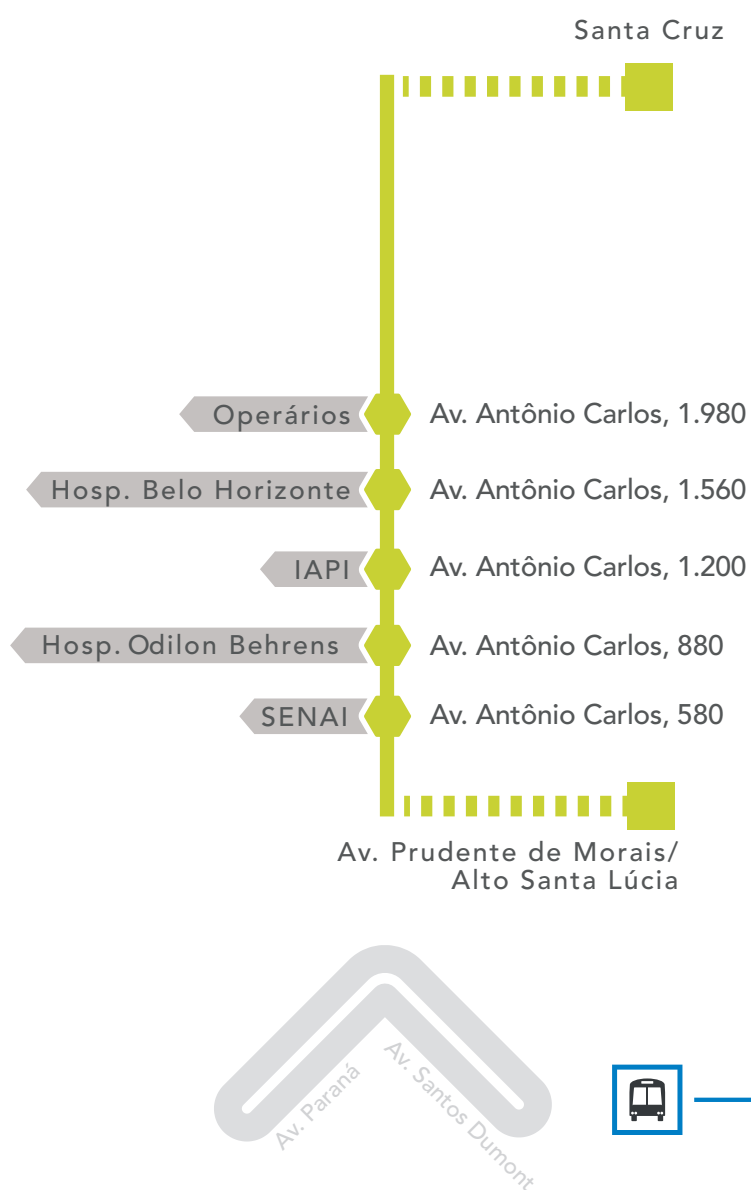 Santa Cruz
Operários
Av. Antônio Carlos, 1.980
Hosp. Belo Horizonte
Av. Antônio Carlos, 1.560
IAPI
Av. Antônio Carlos, 1.200
Hosp. Odilon Behrens
Av. Antônio Carlos, 880
SENAI
Av. Antônio Carlos, 580
Av. Prudente de Morais/
Alto Santa Lúcia
Av. Paraná
Av. Santos Dumont